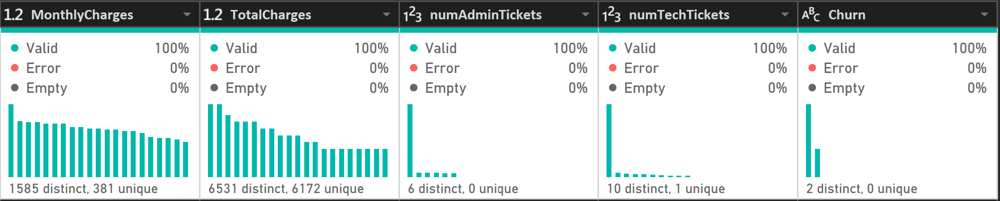 1.2 MonthlyCharges
1.2 TotalCharges
123 numAdminTickets
123 numTechTickets
ABC Churn
Valid 100%
Error 0%
Empty 0%
1585 distinct, 381 unique
Valid 100%
Error 0%
Empty 0%
6531 distinct, 6172 unique
Valid 100%
Error 0%
Empty 0%
6 distinct, 0 unique
Valid 100%
Error 0%
Empty 0%
10 distinct, 1 unique
Valid 100%
Error 0%
Empty 0%
2 distinct, 0 unique